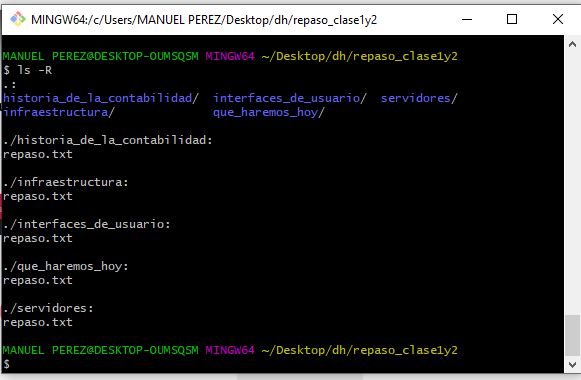 MINGW64:/c/Users/MANUEL PEREZ/Desktop/dh/repaso_clase1y2
MANUEL PEREZ@DESKTOP-OUMSQSM MINGW64 ~/Desktop/dh/repaso_clase1y2
$ ls -R
.:
historia_de_la_contabilidad/  interfaces_de_usuario/  servidores/
infraestructura/              que_haremos_hoy/

./historia_de_la_contabilidad:
repaso.txt

./infraestructura:
repaso.txt

./interfaces_de_usuario:
repaso.txt

./que_haremos_hoy:
repaso.txt

./servidores:
repaso.txt

MANUEL PEREZ@DESKTOP-OUMSQSM MINGW64 ~/Desktop/dh/repaso_clase1y2
$